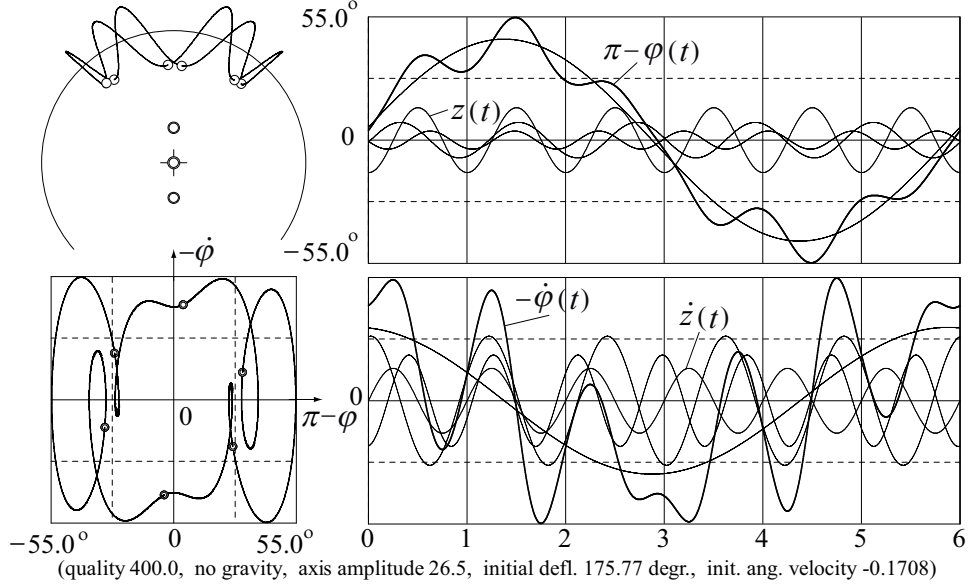 55.0°
π−φ(t)
z(t)
0
−55.0°
−φ̇
−φ̇(t)
ż(t)
0
0
π−φ
−55.0° 0 55.0° 0 1 2 3 4 5 6
(quality 400.0, no gravity, axis amplitude 26.5, initial defl. 175.77 degr., init. ang. velocity -0.1708)